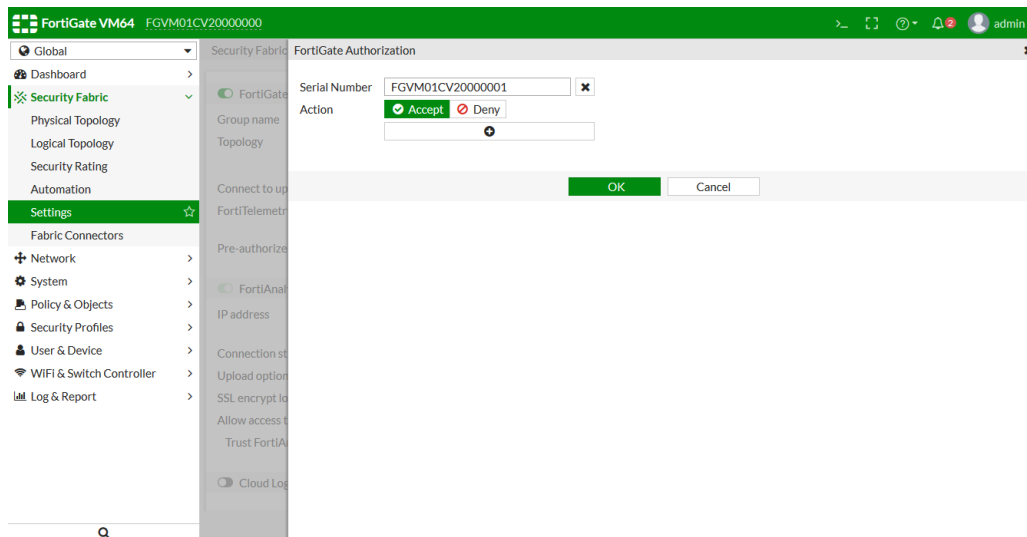 FortiGate VM64 FGVM01CV20000000
>_ 2 admin
Global
Dashboard
Security Fabric
Physical Topology
Logical Topology
Security Rating
Automation
Settings
Fabric Connectors
Network
System
Policy & Objects
Security Profiles
User & Device
WiFi & Switch Controller
Log & Report
Security Fabric
FortiGate
Group name
Topology
Connect to up
FortiTelemetr
Pre-authorize
FortiAnal
IP address
Connection st
Upload option
SSL encrypt lo
Allow access t
Trust FortiA
Cloud Log
FortiGate Authorization
Serial Number FGVM01CV20000001
Action Accept Deny
OK Cancel